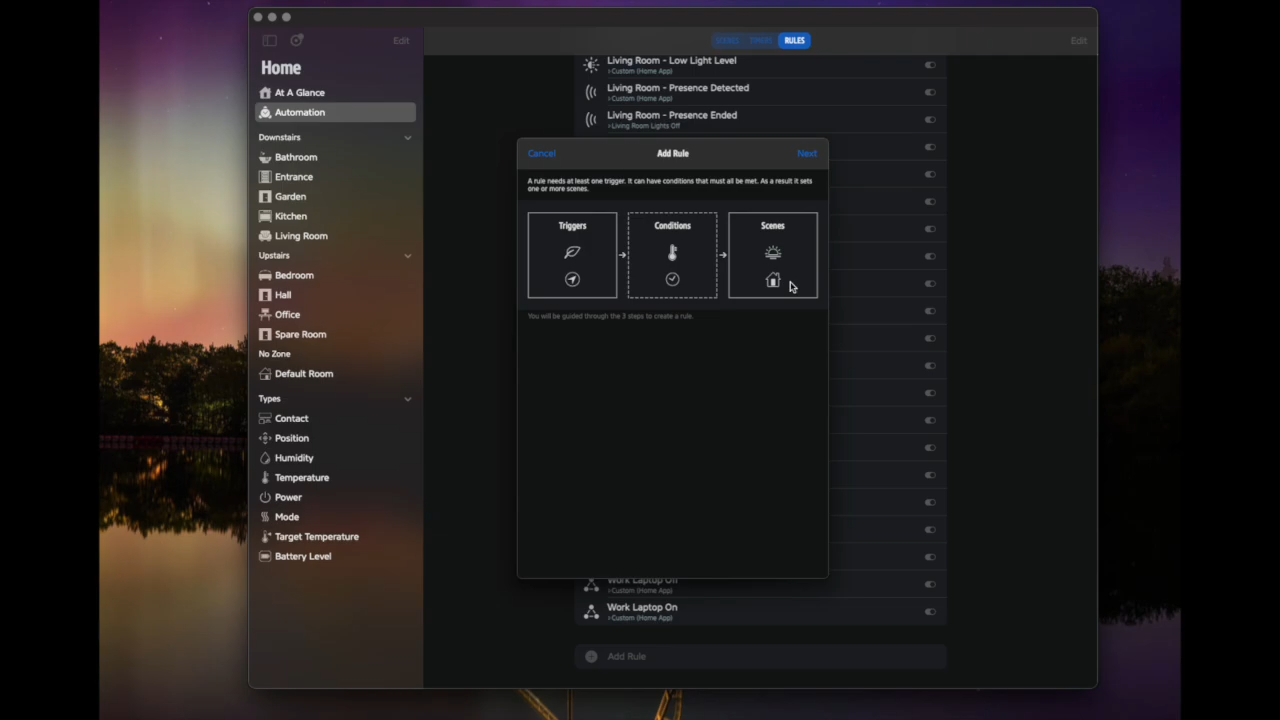 Edit
SCENES TIMERS RULES
Edit
Home
At A Glance
Automation
Downstairs
Bathroom
Entrance
Garden
Kitchen
Living Room
Upstairs
Bedroom
Hall
Office
Spare Room
No Zone
Default Room
Types
Contact
Position
Humidity
Temperature
Power
Mode
Target Temperature
Battery Level
Living Room - Low Light Level
›Custom (Home App)
Living Room - Presence Detected
›Custom (Home App)
Living Room - Presence Ended
›Living Room Lights Off
Cancel
Add Rule
Next
A rule needs at least one trigger. It can have conditions that must all be met. As a result it sets
one or more scenes.
Triggers
Conditions
Scenes
You will be guided through the 3 steps to create a rule.
Work Laptop Off
›Custom (Home App)
Work Laptop On
›Custom (Home App)
Add Rule